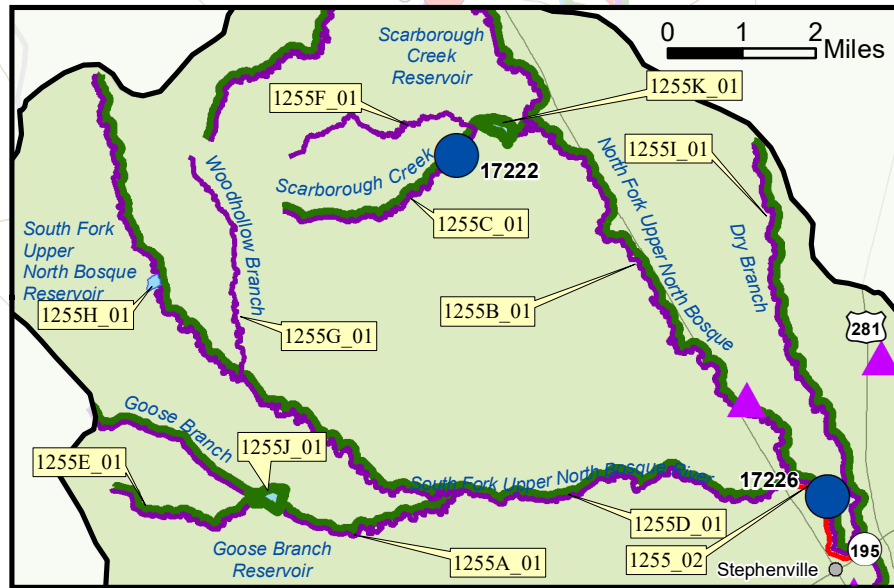 Scarborough
Creek
Reservoir
0 1 2
Miles
1255F_01
1255K_01
1255I_01
17222
Scarborough Creek
1255C_01
Woodhollow Branch
North Fork Upper North Bosque
Dry Branch
South Fork
Upper
North Bosque
Reservoir
1255H_01
1255G_01
1255B_01
281
Goose Branch
1255E_01
1255J_01
South Fork Upper North Bosque River
17226
1255D_01
1255_02
1255A_01
Goose Branch
Reservoir
195
Stephenville